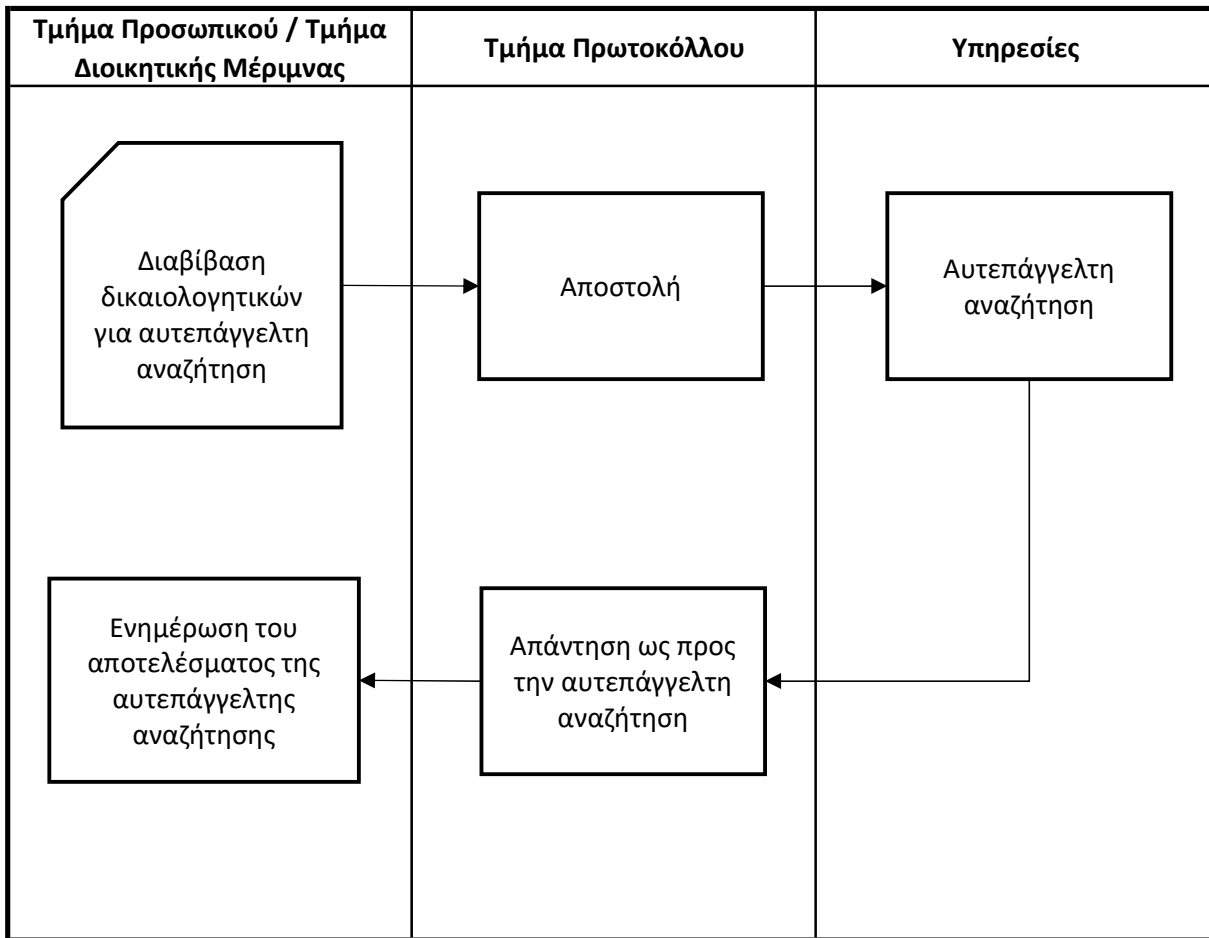 Τμήμα Προσωπικού / Τμήμα
Διοικητικής Μέριμνας
Τμήμα Πρωτοκόλλου
Υπηρεσίες
Διαβίβαση
δικαιολογητικών
για αυτεπάγγελτη
αναζήτηση
Αποστολή
Αυτεπάγγελτη
αναζήτηση
Ενημέρωση του
αποτελέσματος της
αυτεπάγγελτης
αναζήτησης
Απάντηση ως προς
την αυτεπάγγελτη
αναζήτηση